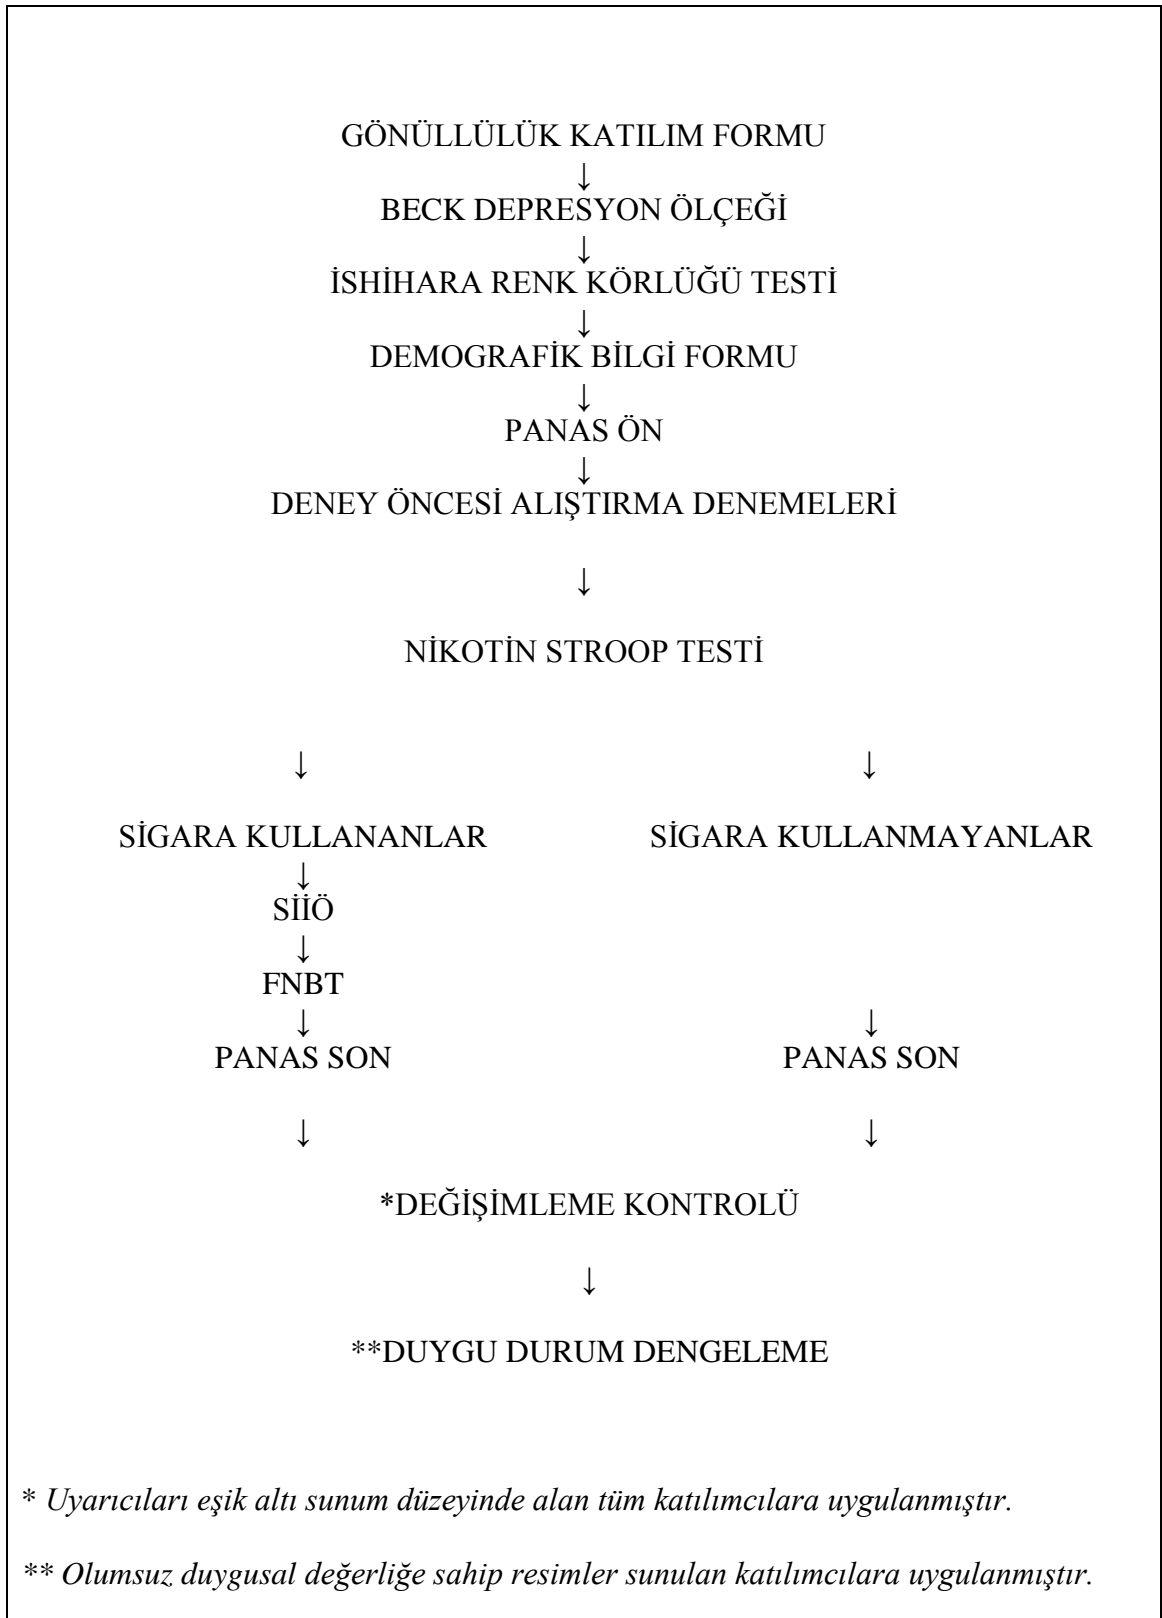 GÖNÜLLÜLÜK KATILIM FORMU
↓
BECK DEPRESYON ÖLÇEĞİ
↓
İSHİHARA RENK KÖRLÜĞÜ TESTİ
↓
DEMOGRAFİK BİLGİ FORMU
↓
PANAS ÖN
↓
DENEY ÖNCESİ ALIŞTIRMA DENEMELERİ
↓
NİKOTİN STROOP TESTİ
↓ ↓
SİGARA KULLANANLAR SİGARA KULLANMAYANLAR
↓
SİİÖ
↓
FNBT
↓ ↓
PANAS SON PANAS SON
↓ ↓
*DEĞİŞİMLEME KONTROLÜ
↓
**DUYGU DURUM DENGELEME
* Uyarıcıları eşik altı sunum düzeyinde alan tüm katılımcılara uygulanmıştır.
** Olumsuz duygusal değerliğe sahip resimler sunulan katılımcılara uygulanmıştır.